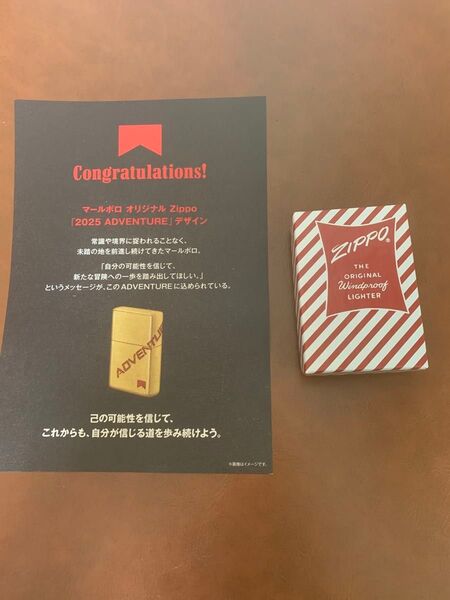 Congratulations!
マールボロ オリジナル Zippo
「2025 ADVENTURE」デザイン
常識や境界に捉われることなく、
未踏の地を前進し続けてきたマールボロ。
「自分の可能性を信じて、
新たな冒険への一歩を踏み出してほしい。」
というメッセージが、このADVENTUREに込められている。
ADVENTURE
己の可能性を信じて、
これからも、自分が信じる道を歩み続けよう。
※画像はイメージです。
ZIPPO®
THE
ORIGINAL
Windproof
LIGHTER